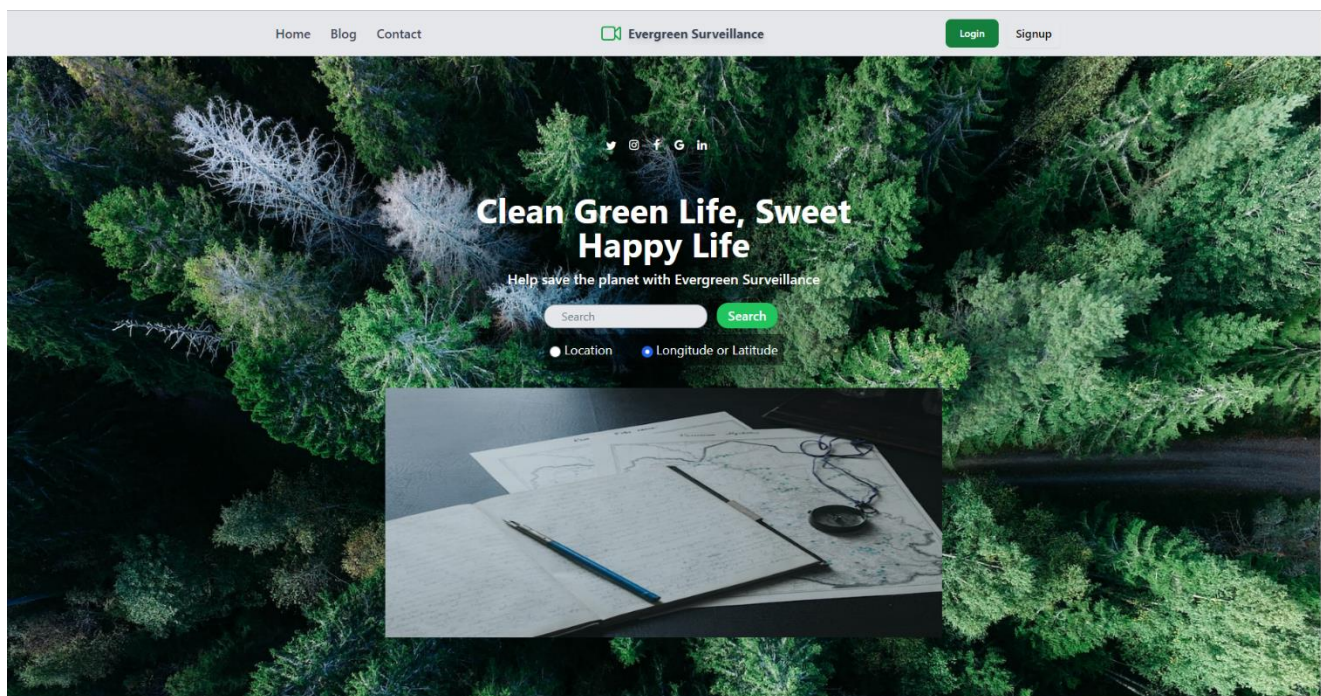 Home Blog Contact Evergreen Surveillance Login Signup
Clean Green Life, Sweet
Happy Life
Help save the planet with Evergreen Surveillance
Search Search
Location Longitude or Latitude